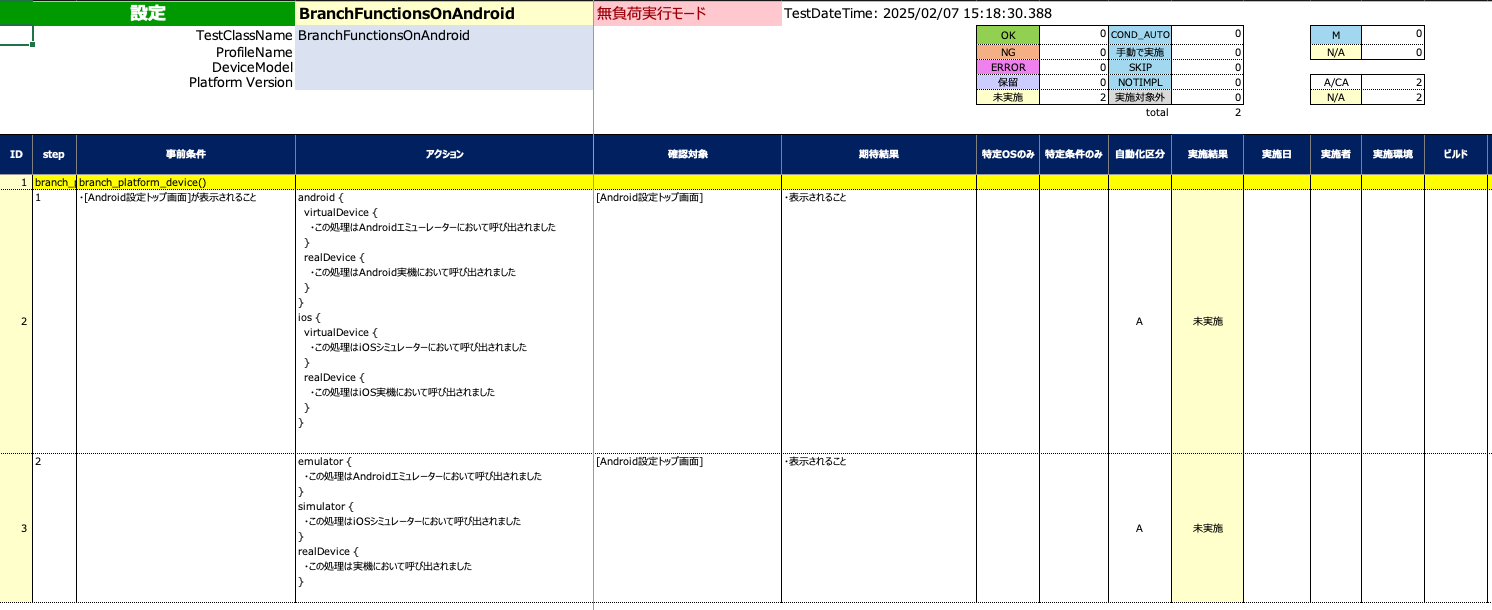 設定 BranchFunctionsOnAndroid 無負荷実行モード TestDateTime: 2025/02/07 15:18:30.388
TestClassName BranchFunctionsOnAndroid OK 0 COND_AUTO 0 M 0
ProfileName NG 0 手動で実施 0 N/A 0
DeviceModel ERROR 0 SKIP 0
Platform Version 保留 0 NOTIMPL 0 A/CA 2
未実施 2 実施対象外 0 N/A 2
total 2
ID step 事前条件 アクション 確認対象 期待結果 特定OSのみ 特定条件のみ 自動化区分 実施結果 実施日 実施者 実施環境 ビルド
1 branch_ branch_platform_device()
1 ・[Android設定トップ画面]が表示されること android { [Android設定トップ画面] ・表示されること
virtualDevice {
・この処理はAndroidエミューレーターにおいて呼び出されました
}
realDevice {
・この処理はAndroid実機において呼び出されました
}
}
ios {
2 A 未実施
virtualDevice {
・この処理はiOSシミュレーターにおいて呼び出されました
}
realDevice {
・この処理はiOS実機において呼び出されました
}
}
2 emulator { [Android設定トップ画面] ・表示されること
・この処理はAndroidエミューレーターにおいて呼び出されました
}
simulator {
・この処理はiOSシミュレーターにおいて呼び出されました
3 A 未実施
}
realDevice {
・この処理は実機において呼び出されました
}